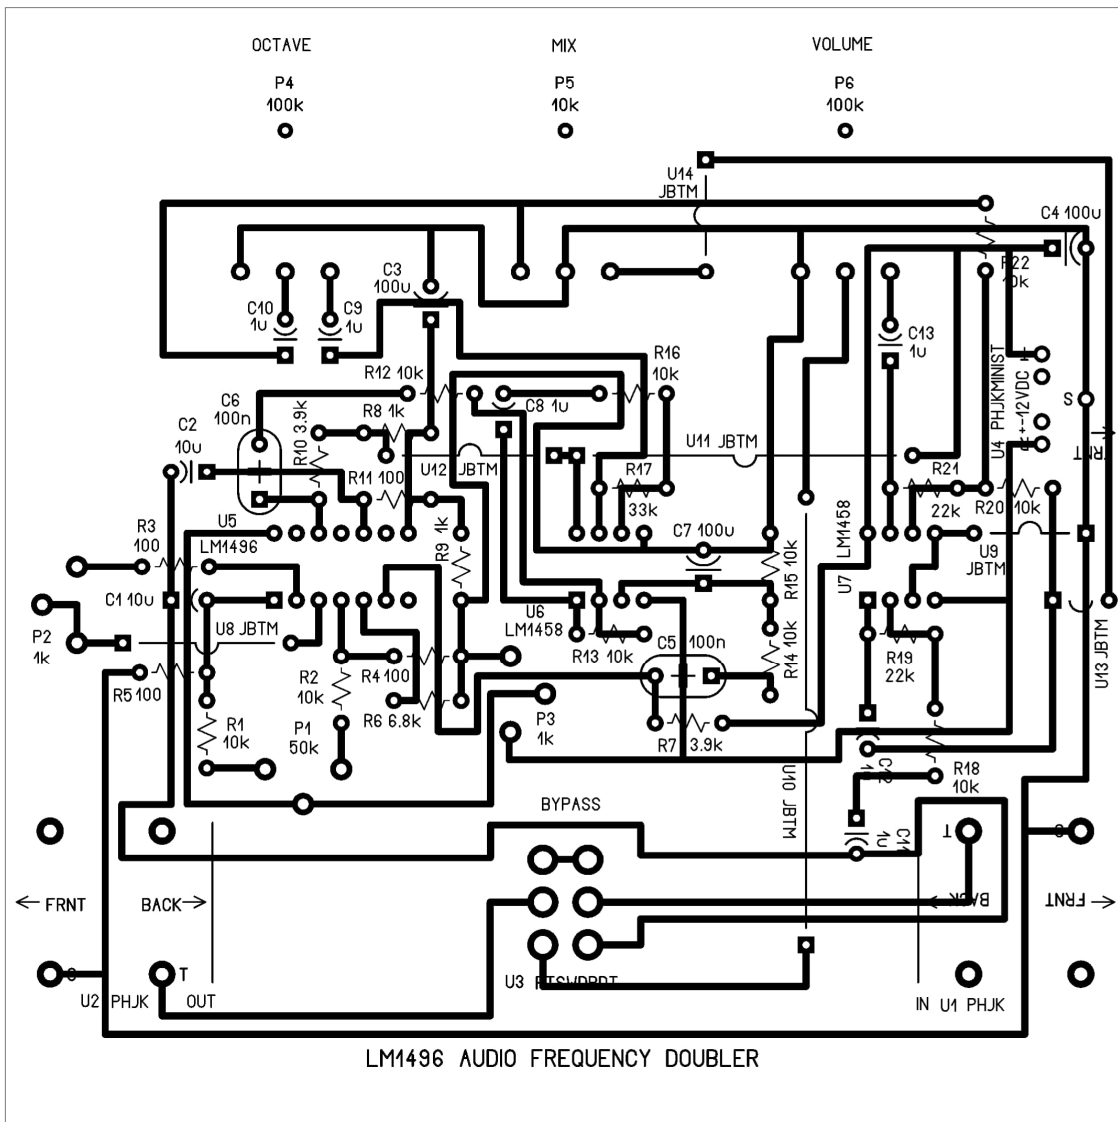 OCTAVE
MIX
VOLUME
P4
100k
P5
10k
P6
100k
U14
JBTM
C4 100u
C3
100u
R22
10k
C10
1u
C9
1u
C13
1u
R12 10k
R16
10k
U4 PHJKMINIST
+-12VDC
S
C6
100n
R10 3.9k
R8 1k
C8 1u
C2
10u
U12 JBTM
U11 JBTM
FRNT
R11 100
R17
33k
R21
22k
R20 10k
R3
100
U5
LM1496
R9 1k
C7 100u
LM1458
U7
U9
JBTM
R15 10k
C1 10u
U6
LM1458
P2
1k
U8 JBTM
R13 10k
C5 100n
R14 10k
R19
22k
U13 JBTM
R5 100
R2
10k
R4 100
R6 6.8k
P3
1k
R7 3.9k
R1
10k
P1
50k
C12
1u
R18
10k
U10 JBTM
BYPASS
C11
1u
T
S
FRNT
BACK
BACK
FRNT
S
T
U2 PHJK
OUT
U3 PTSWDPDT
IN U1 PHJK
LM1496 AUDIO FREQUENCY DOUBLER